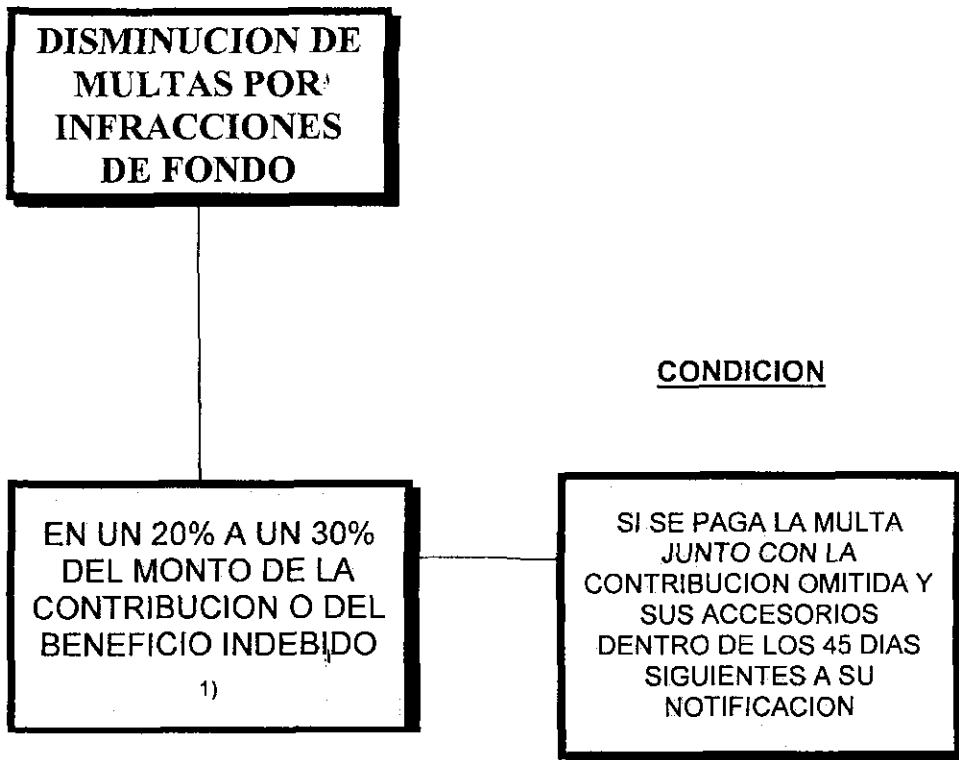 DISMINUCION DE
MULTAS POR
INFRACCIONES
DE FONDO
CONDICION
EN UN 20% A UN 30%
DEL MONTO DE LA
CONTRIBUCION O DEL
BENEFICIO INDEBIDO
1)
SI SE PAGA LA MULTA
JUNTO CON LA
CONTRIBUCION OMITIDA Y
SUS ACCESORIOS
DENTRO DE LOS 45 DIAS
SIGUIENTES A SU
NOTIFICACION